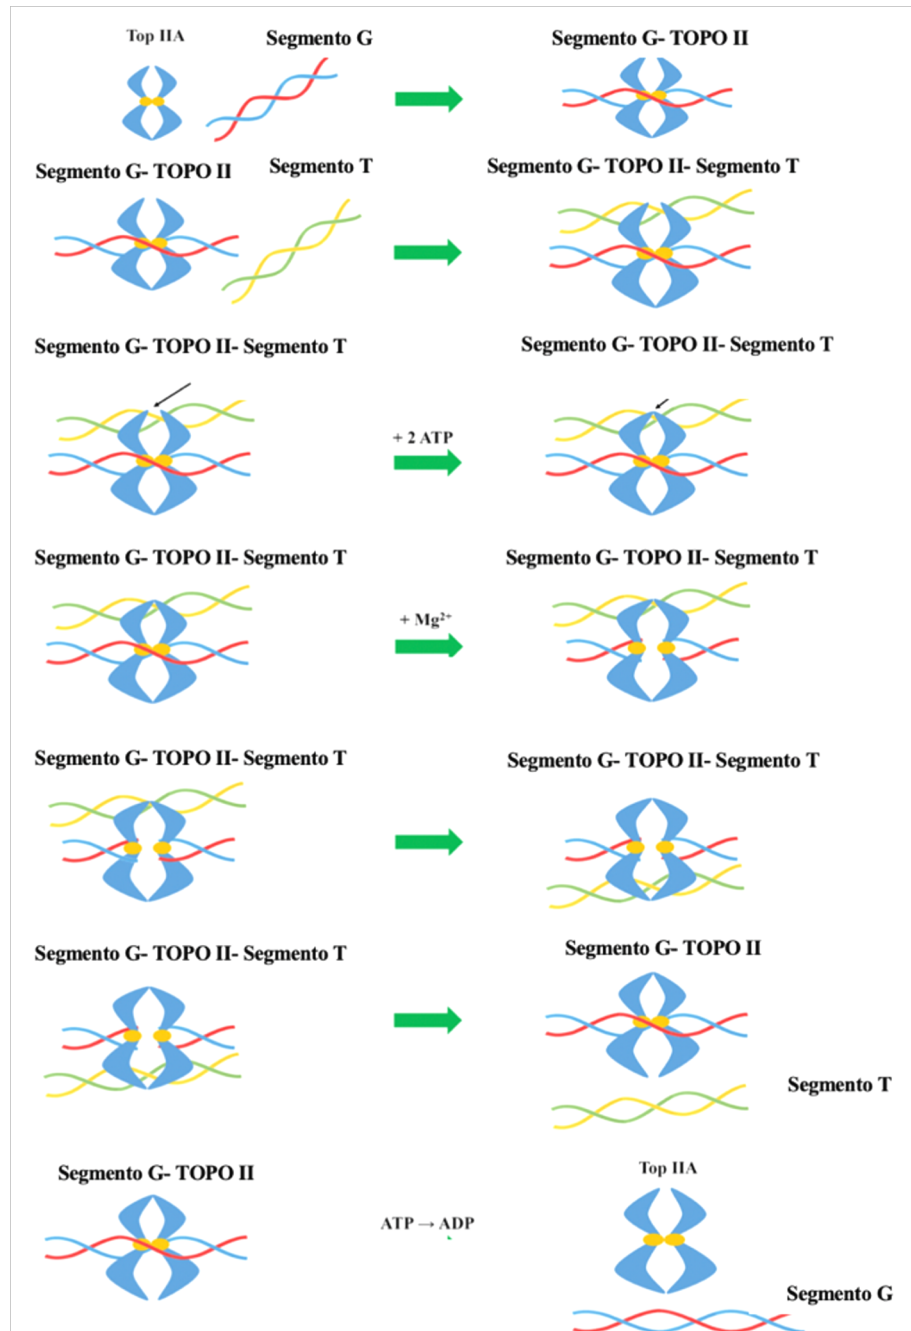 Top IIA
Segmento G
Segmento G- TOPO II
Segmento G- TOPO II
Segmento T
Segmento G- TOPO II- Segmento T
Segmento G- TOPO II- Segmento T
Segmento G- TOPO II- Segmento T
+ 2 ATP
Segmento G- TOPO II- Segmento T
Segmento G- TOPO II- Segmento T
+ Mg²⁺
Segmento G- TOPO II- Segmento T
Segmento G- TOPO II- Segmento T
Segmento G- TOPO II- Segmento T
Segmento G- TOPO II
Segmento T
Segmento G- TOPO II
Top IIA
ATP → ADP
Segmento G